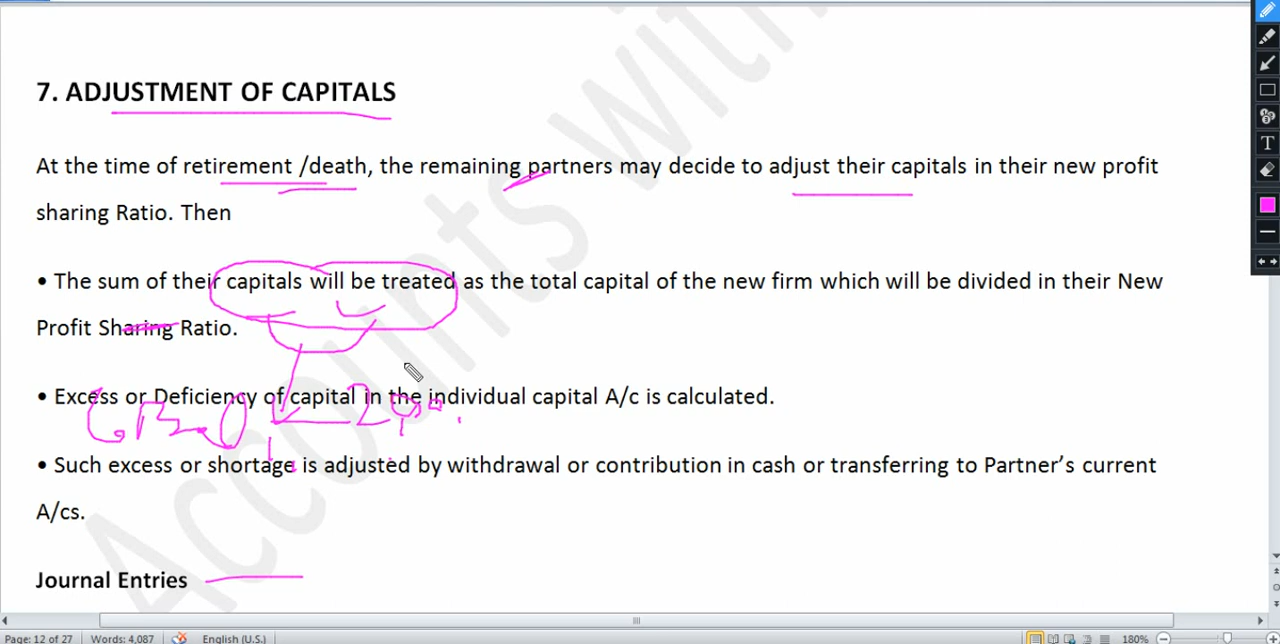 7. ADJUSTMENT OF CAPITALS
At the time of retirement /death, the remaining partners may decide to adjust their capitals in their new profit
sharing Ratio. Then
• The sum of their capitals will be treated as the total capital of the new firm which will be divided in their New
Profit Sharing Ratio.
• Excess or Deficiency of capital in the individual capital A/c is calculated.
• Such excess or shortage is adjusted by withdrawal or contribution in cash or transferring to Partner’s current
A/cs.
Journal Entries
Accounts with
Page: 12 of 27 Words: 4,087 English (U.S.) 180%